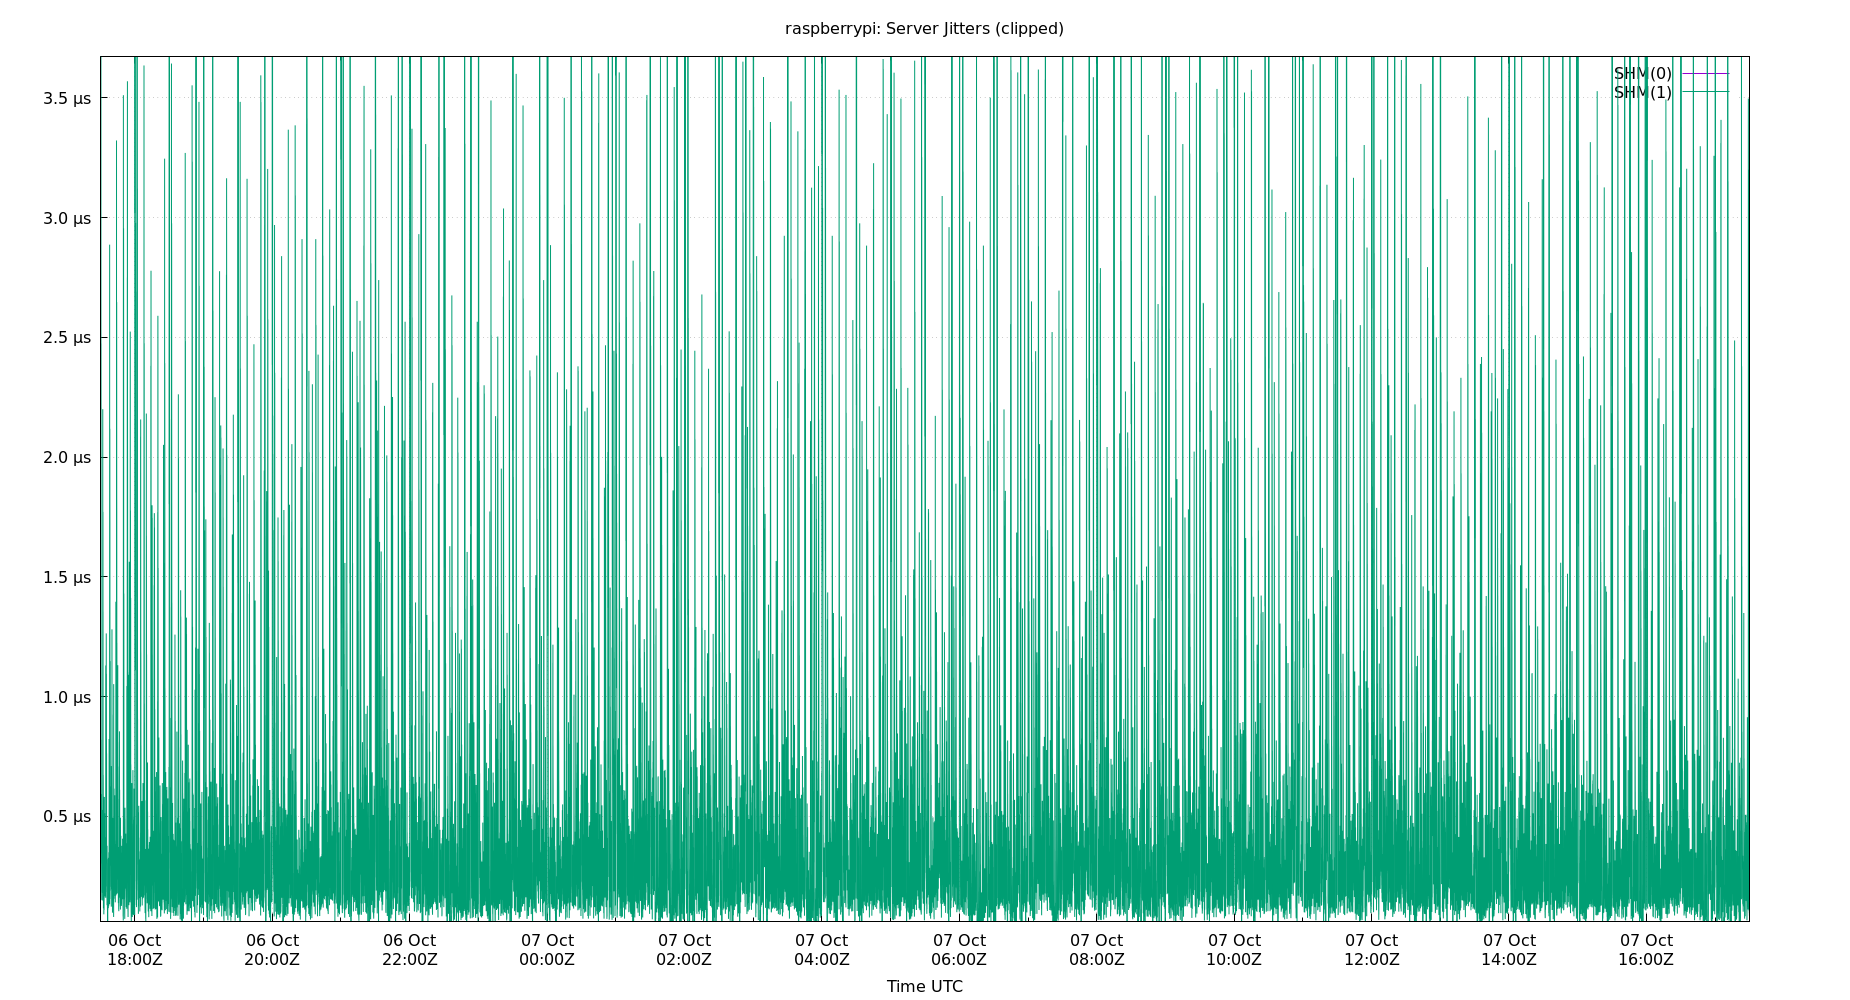 raspberrypi: Server Jitters (clipped)
SHM(0)
SHM(1)
3.5 µs
3.0 µs
2.5 µs
2.0 µs
1.5 µs
1.0 µs
0.5 µs
06 Oct 06 Oct 06 Oct 07 Oct 07 Oct 07 Oct 07 Oct 07 Oct 07 Oct 07 Oct 07 Oct 07 Oct
18:00Z 20:00Z 22:00Z 00:00Z 02:00Z 04:00Z 06:00Z 08:00Z 10:00Z 12:00Z 14:00Z 16:00Z
Time UTC